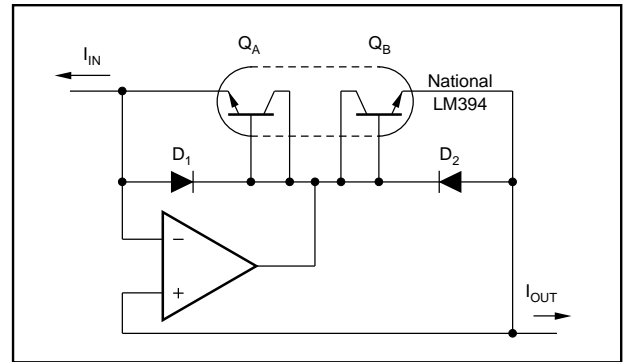 Q_A
Q_B
I_IN
National
LM394
D_1
D_2
−
+
I_OUT